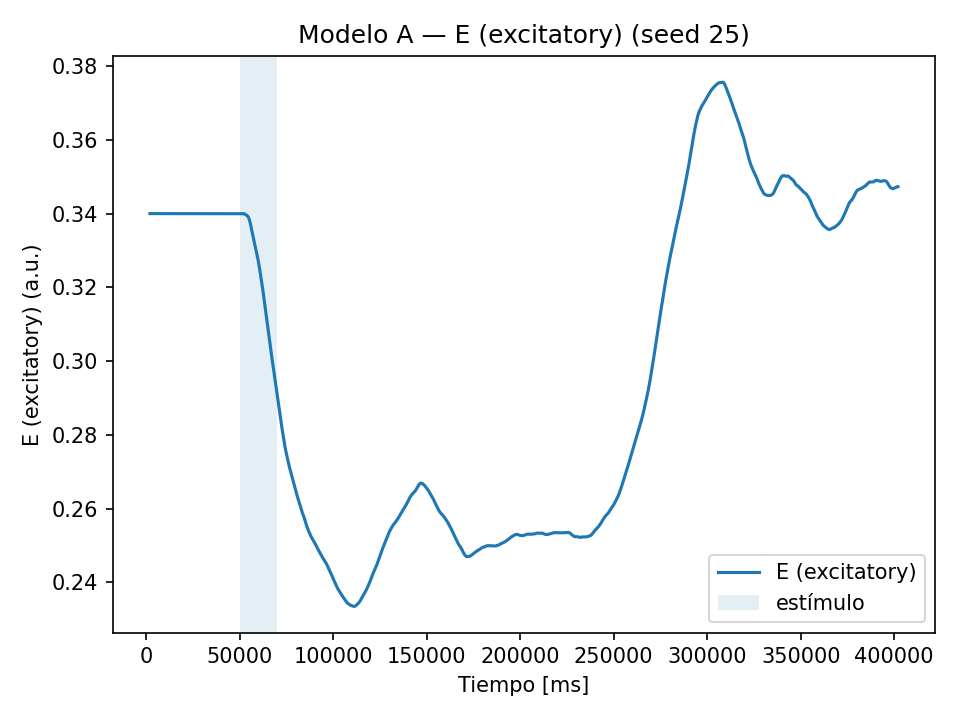 Modelo A — E (excitatory) (seed 25)
E (excitatory) (a.u.)
0.38
0.36
0.34
0.32
0.30
0.28
0.26
0.24
E (excitatory)
estímulo
0 50000 100000 150000 200000 250000 300000 350000 400000
Tiempo [ms]